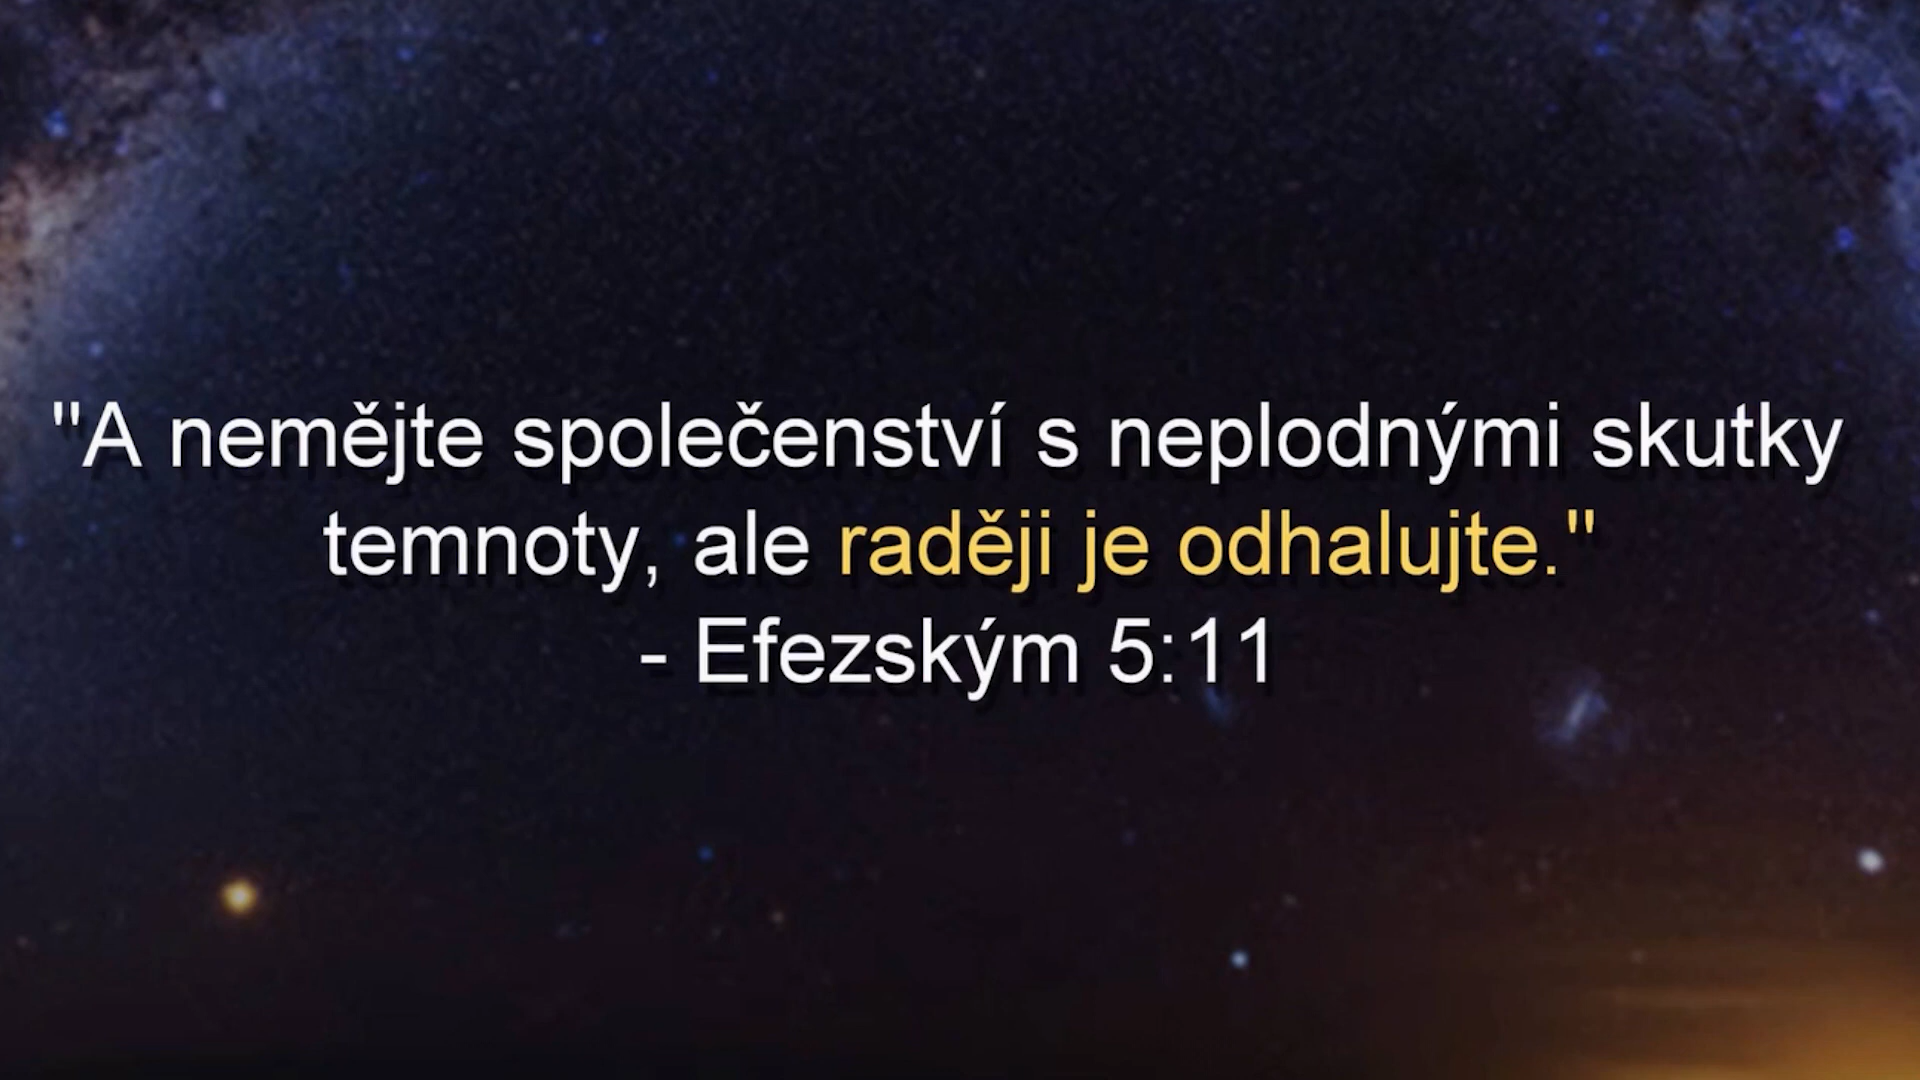 "A nemějte společenství s neplodnými skutky
temnoty, ale raději je odhalujte."
- Efezským 5:11